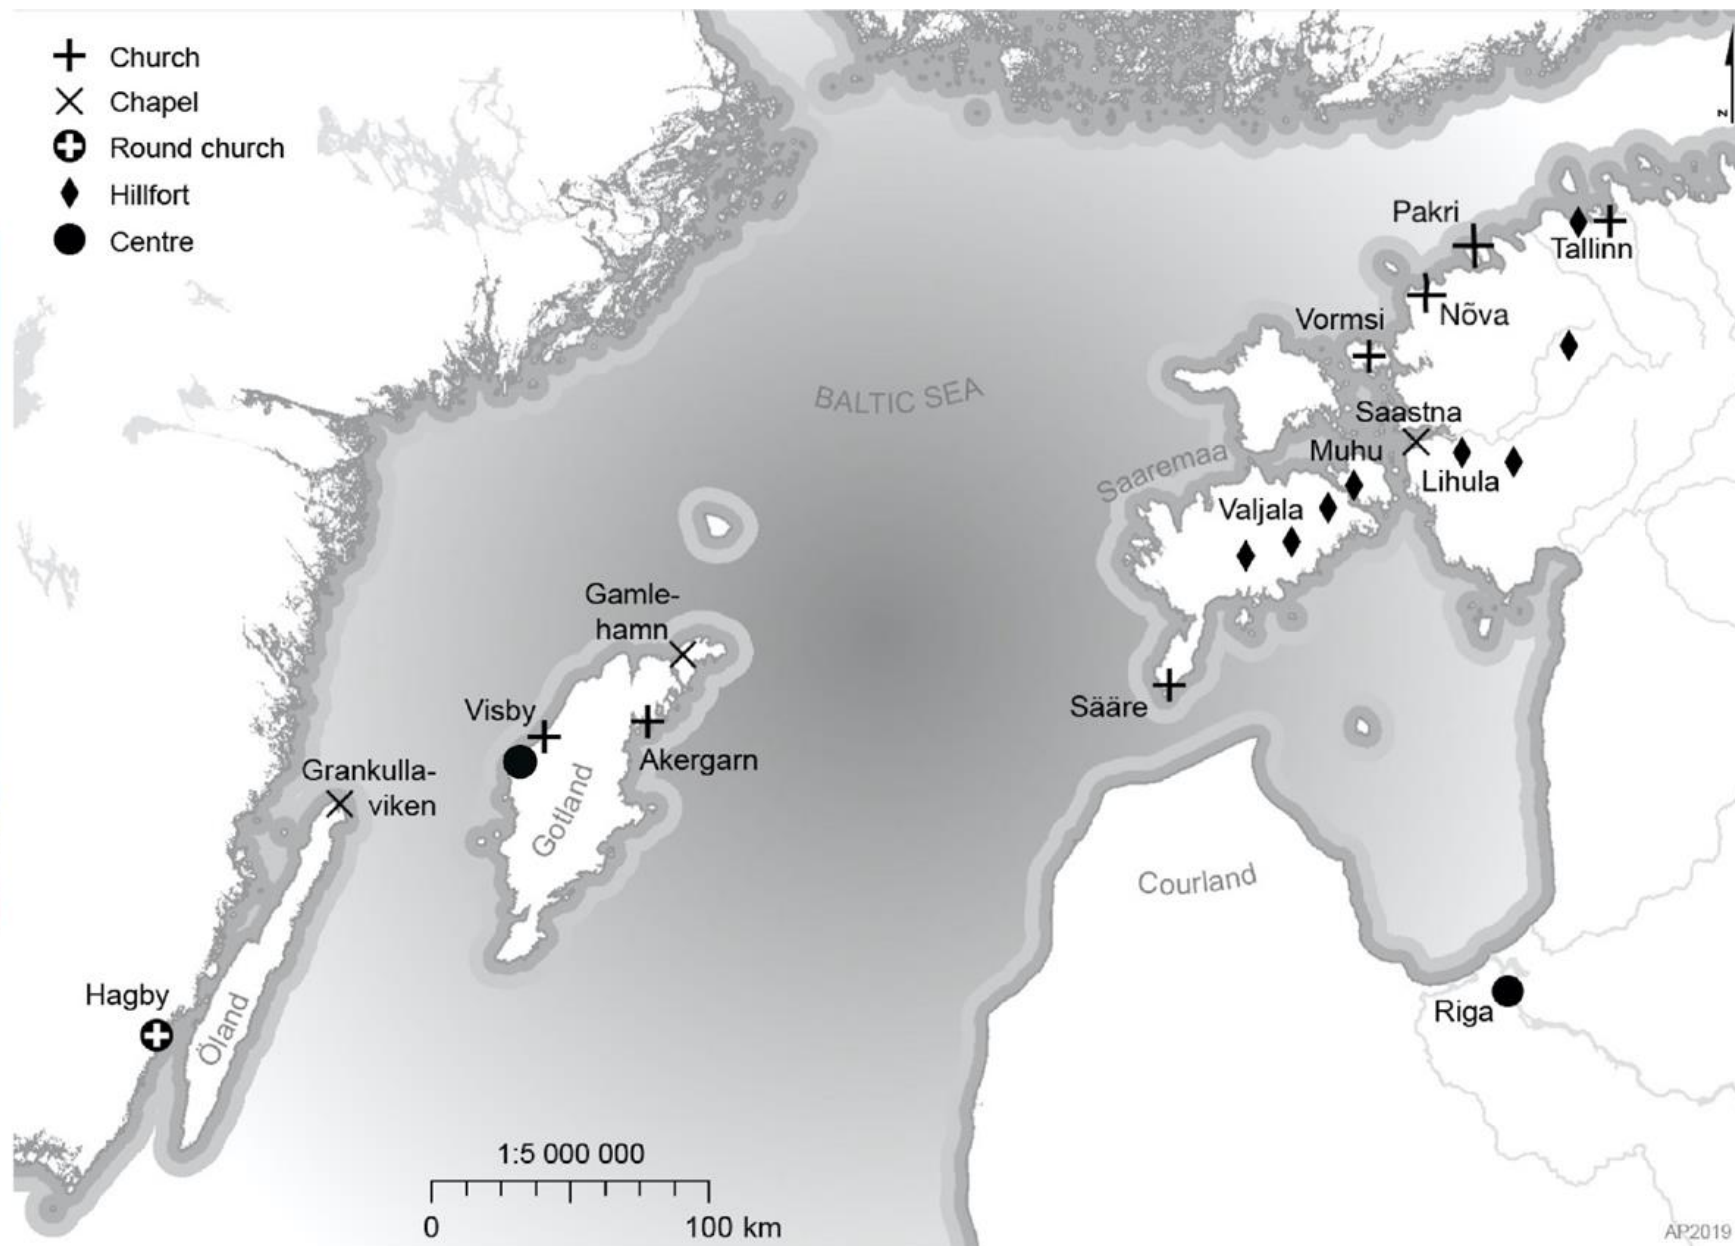 Church
Chapel
Round church
Hillfort
Centre
z
Pakri
Tallinn
Nõva
Vormsi
BALTIC SEA
Saastna
Muhu
Saaremaa
Lihula
Valjala
Gamle-
hamn
Visby
Sääre
Akergarn
Grankulla-
viken
Gotland
Courland
Hagby
Öland
Riga
1:5 000 000
0 100 km
AP2019